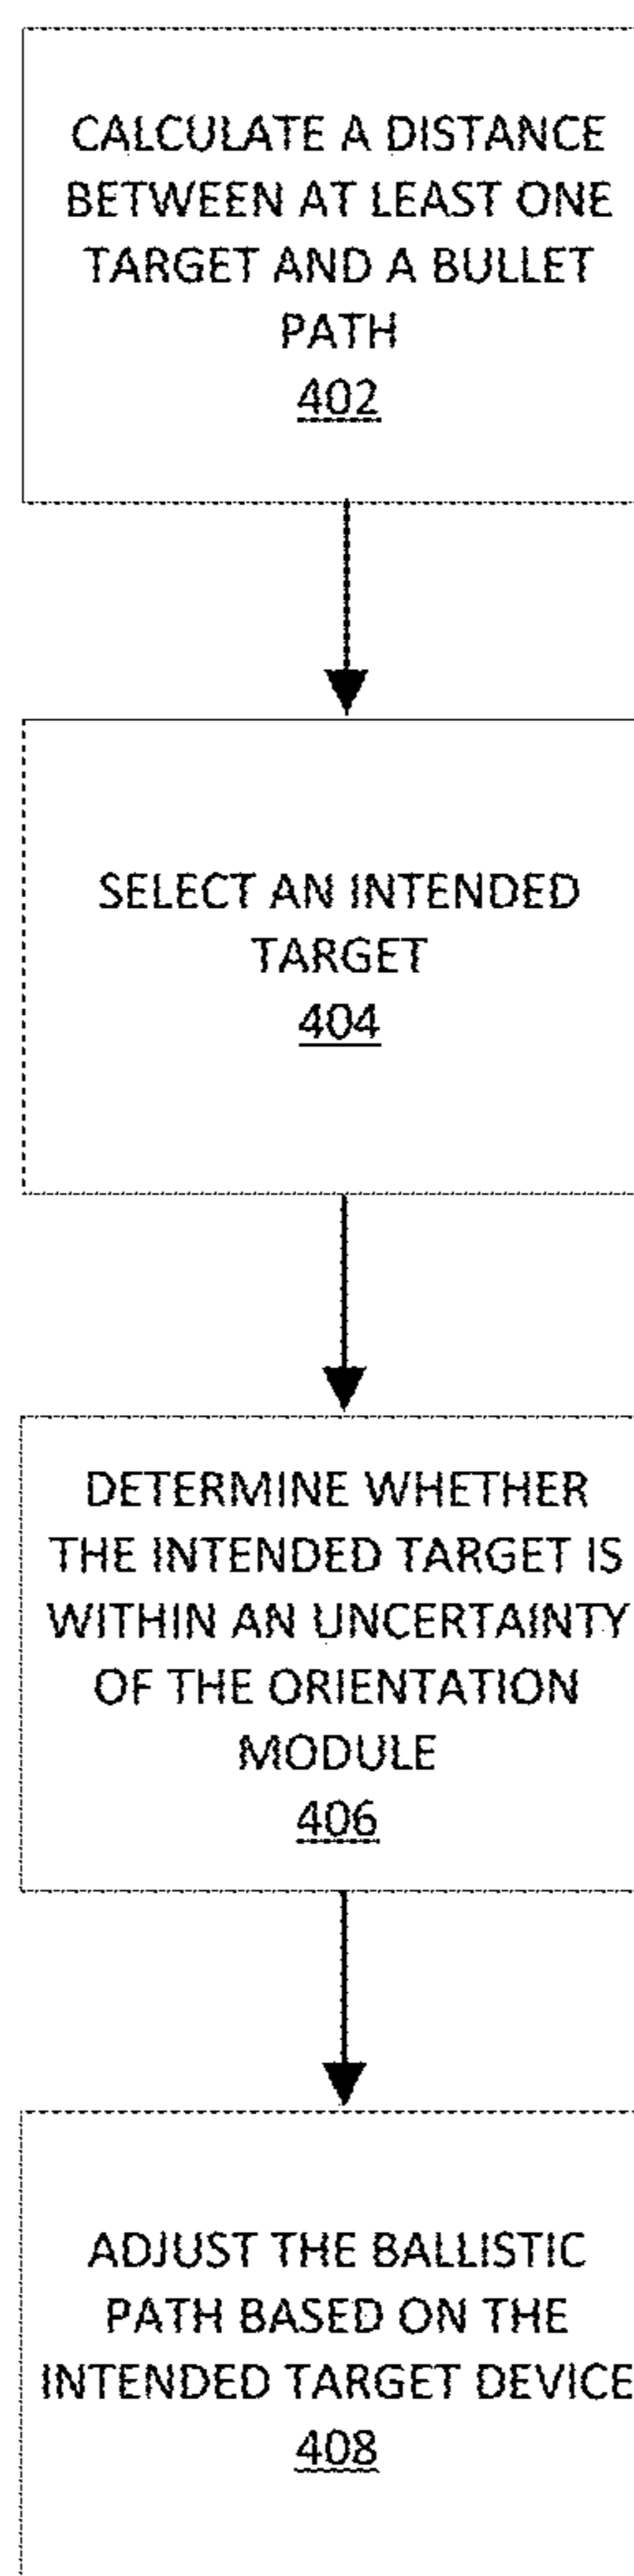 CALCULATE A DISTANCE
BETWEEN AT LEAST ONE
TARGET AND A BULLET
PATH
402
SELECT AN INTENDED
TARGET
404
DETERMINE WHETHER
THE INTENDED TARGET IS
WITHIN AN UNCERTAINTY
OF THE ORIENTATION
MODULE
406
ADJUST THE BALLISTIC
PATH BASED ON THE
INTENDED TARGET DEVICE
408